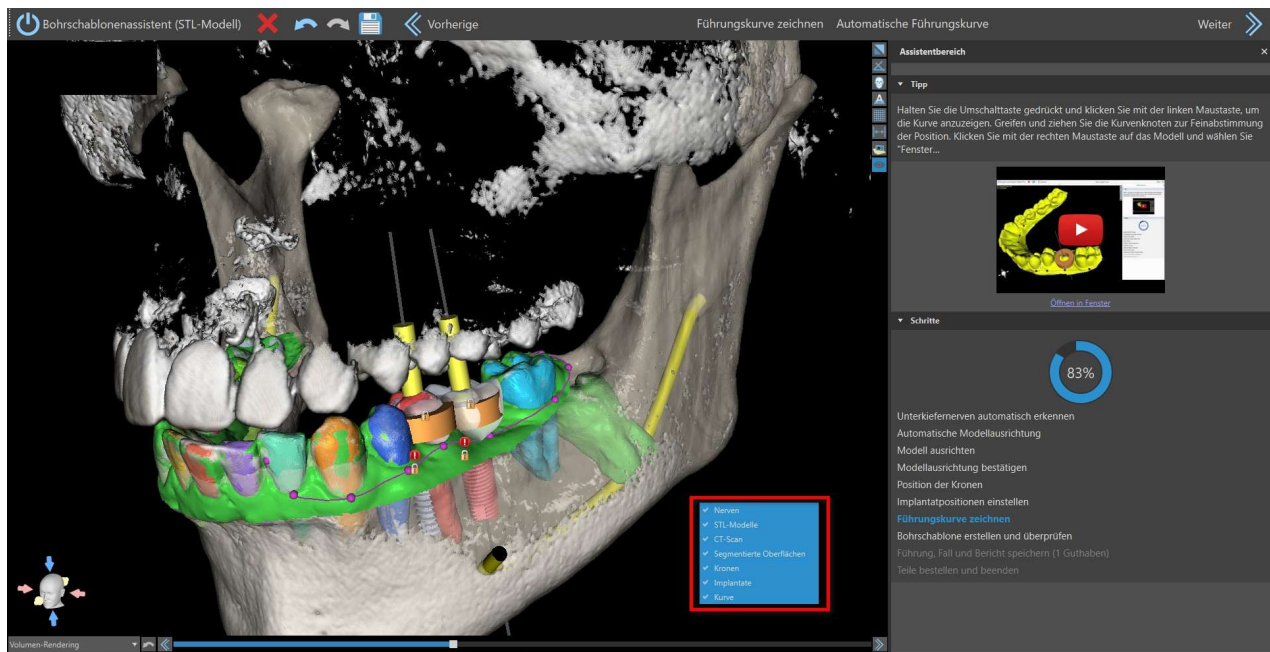 Bohrschablonenassistent (STL-Modell)
Vorherige
Führungskurve zeichnen
Automatische Führungskurve
Weiter
Assistentbereich
Tipp
Halten Sie die Umschalttaste gedrückt und klicken Sie mit der linken Maustaste, um
die Kurve anzuzeigen. Greifen und ziehen Sie die Kurvenknoten zur Feinabstimmung
der Position. Klicken Sie mit der rechten Maustaste auf das Modell und wählen Sie
"Fenster...
Öffnen in Fenster
Schritte
83%
Unterkiefernerven automatisch erkennen
Automatische Modellausrichtung
Modell ausrichten
Modellausrichtung bestätigen
Position der Kronen
Implantatpositionen einstellen
Führungskurve zeichnen
Bohrschablone erstellen und überprüfen
Führung, Fall und Bericht speichern (1 Guthaben)
Teile bestellen und beenden
Nerven
STL-Modelle
CT-Scan
Segmentierte Oberflächen
Kronen
Implantate
Kurve
Volumen-Rendering